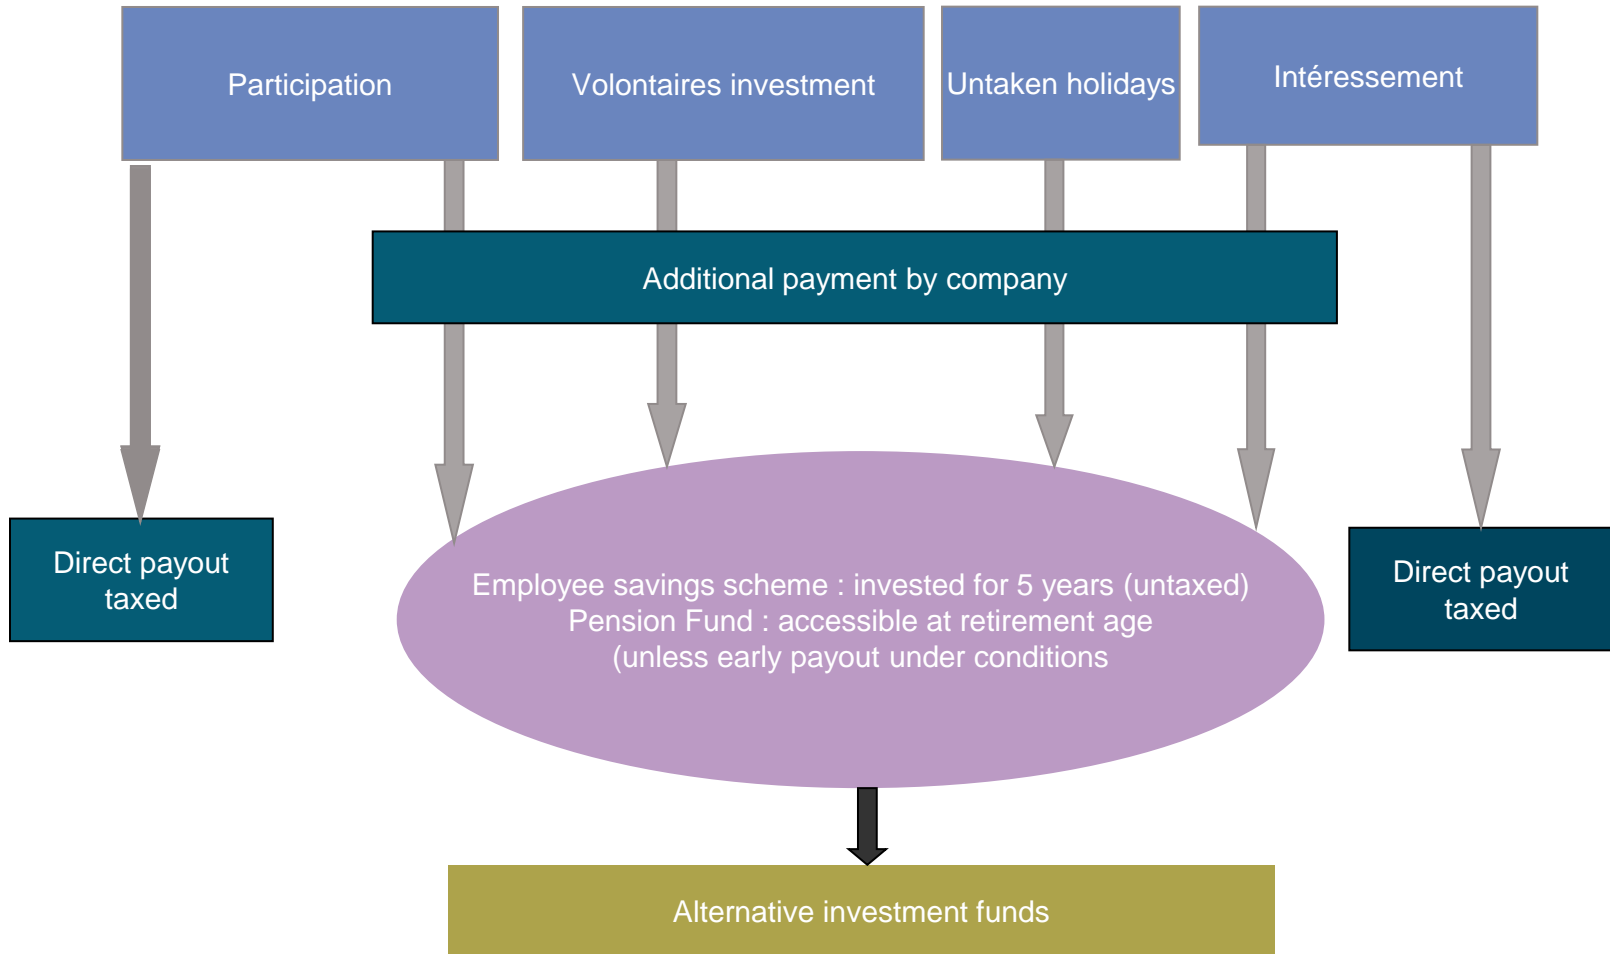 Participation
Volontaires investment
Untaken holidays
Intéressement
Additional payment by company
Direct payout
taxed
Employee savings scheme : invested for 5 years (untaxed)
Pension Fund : accessible at retirement age
(unless early payout under conditions
Direct payout
taxed
Alternative investment funds